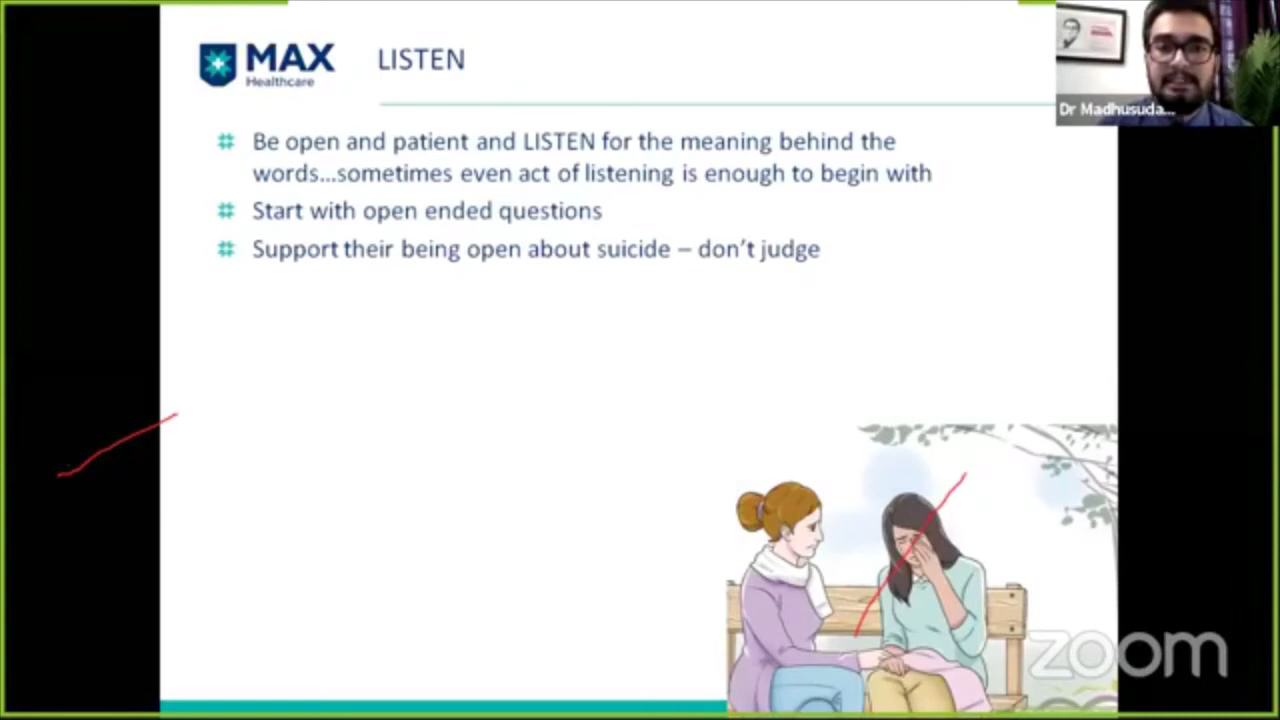 MAX
Healthcare
LISTEN
Dr Madhusuda...
# Be open and patient and LISTEN for the meaning behind the
words...sometimes even act of listening is enough to begin with
# Start with open ended questions
# Support their being open about suicide – don't judge
zoom